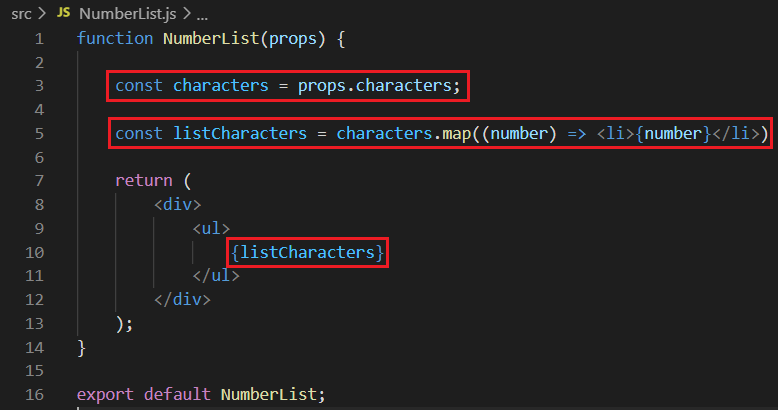 src > JS NumberList.js > ...
1 function NumberList(props) {
2
3 const characters = props.characters;
4
5 const listCharacters = characters.map((number) => <li>{number}</li>)
6
7 return (
8 <div>
9 <ul>
10 {listCharacters}
11 </ul>
12 </div>
13 );
14 }
15
16 export default NumberList;